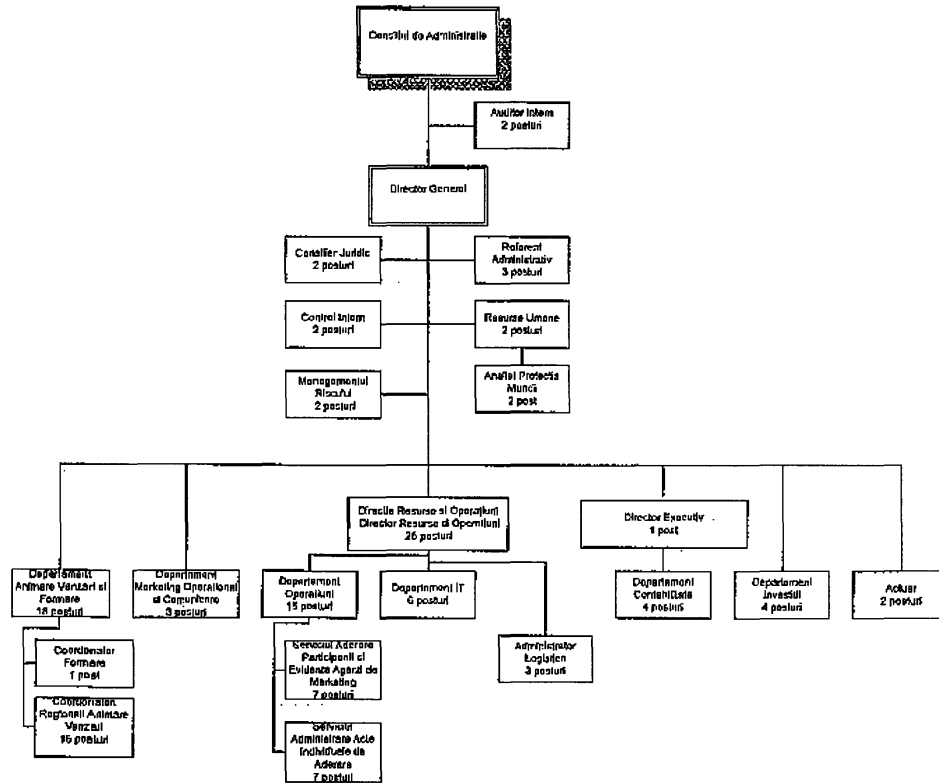 Consiliul de Administratie
Auditor Intern
2 posturi
Director General
Consilier Juridic
2 posturi
Referent
Administrativ
3 posturi
Control Intern
2 posturi
Resurse Umane
2 posturi
Managementul
Riscului
2 posturi
Analist Protectia
Muncii
2 post
Directia Resurse si Operatiuni
Director Resurse si Operatiuni
26 posturi
Director Executiv
1 post
Departament
Animare Vanzari si
Formare
18 posturi
Departament
Marketing Operational
si Comunicare
3 posturi
Departament
Operatiuni
15 posturi
Departament IT
6 posturi
Departament
Contabilitate
4 posturi
Departament
Investitii
4 posturi
Actuar
2 posturi
Coordonator
Formare
1 post
Serviciul Aderare
Participanti si
Evidenta Agenti de
Marketing
7 posturi
Administrator
Logistica
3 posturi
Coordonatori
Regionali Animare
Vanzari
16 posturi
Serviciul
Administrare Acte
Individuale de
Aderare
7 posturi